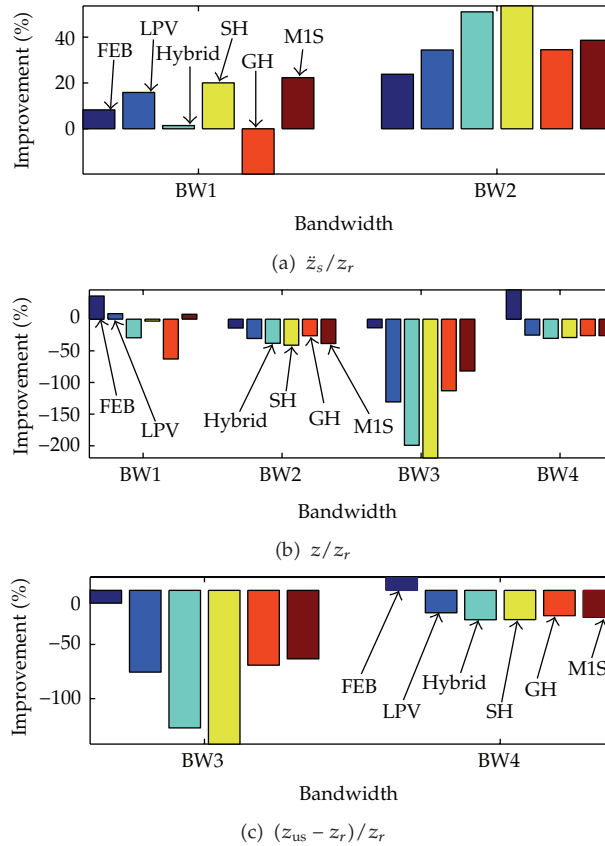 Improvement (%)
40
20
0
FEB
LPV
Hybrid
SH
GH
M1S
BW1
BW2
Bandwidth
(a) z̈ₛ/zᵣ
Improvement (%)
0
−50
−100
−150
−200
FEB
LPV
Hybrid
SH
GH
M1S
BW1
BW2
BW3
BW4
Bandwidth
(b) z/zᵣ
Improvement (%)
0
−50
−100
FEB
LPV
Hybrid
SH
GH
M1S
BW3
BW4
Bandwidth
(c) (z_us − zᵣ)/zᵣ